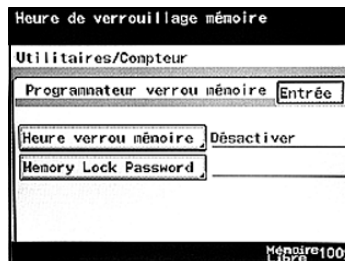 Heure de verrouillage mémoire
Utilitaires/Compteur
Programmateur verrou mémoire Entrée
Heure verrou mémoire Désactiver
Memory Lock Password
Mémoire Libre 100%